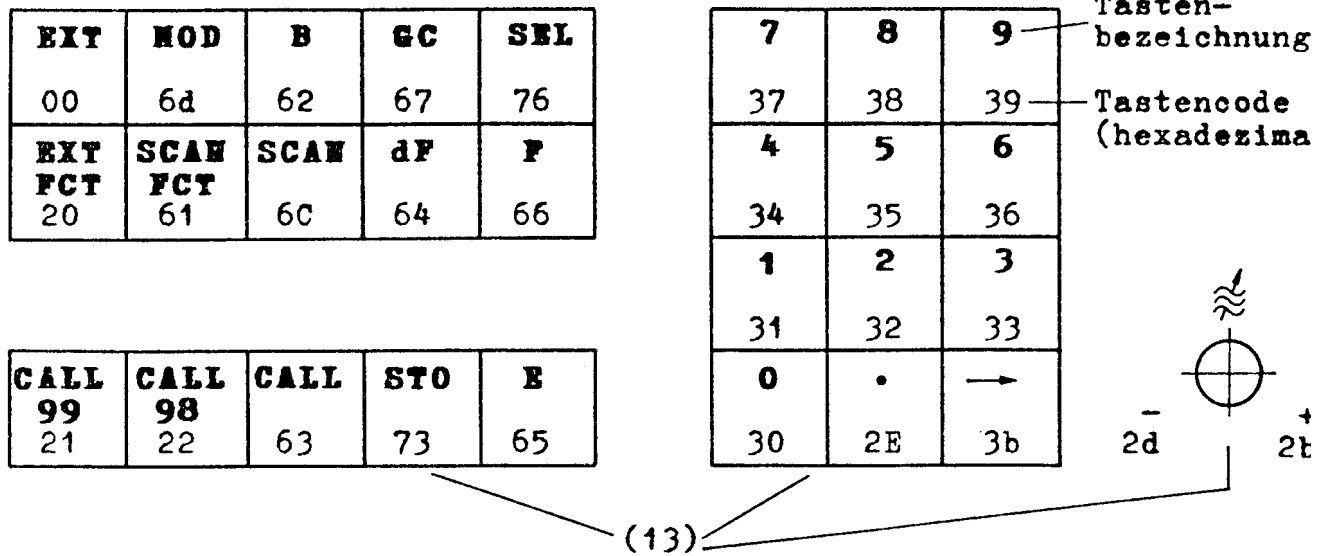 EXT MOD B GC SEL
00 6d 62 67 76
EXT SCAN SCAN dF F
FCT FCT
20 61 6C 64 66
CALL CALL CALL STO E
99 98
21 22 63 73 65
7 8 9
37 38 39
4 5 6
34 35 36
1 2 3
31 32 33
0 . →
30 2E 3b
Tasten-
bezeichnung
Tastencode
(hexadezima
- +
2d
(13)